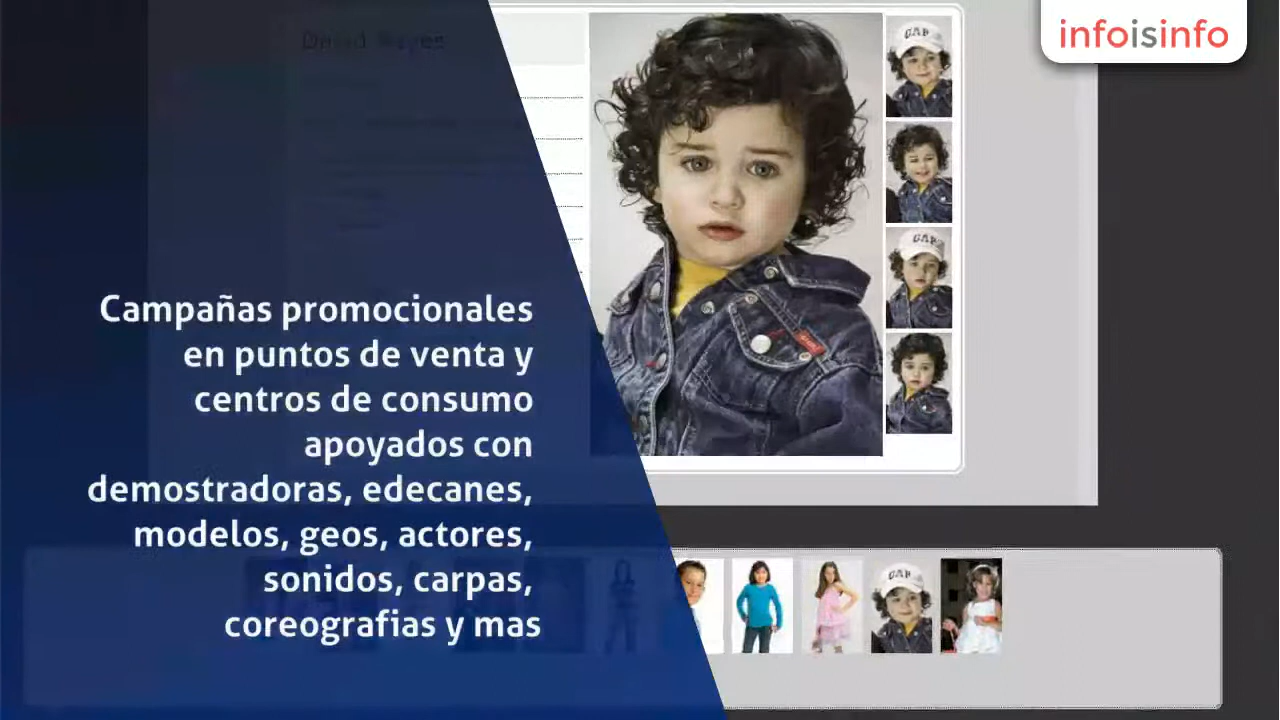 infoisinfo
Campañas promocionales
en puntos de venta y
centros de consumo
apoyados con
demostradoras, edecanes,
modelos, geos, actores,
sonidos, carpas,
coreografias y mas
GAP
GAP
GAP